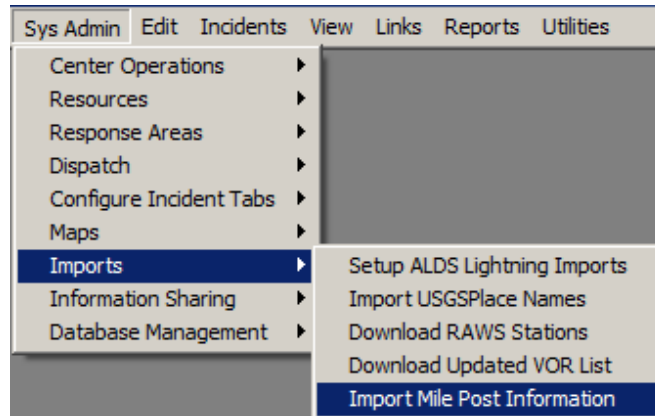 Sys Admin Edit Incidents View Links Reports Utilities
Center Operations
Resources
Response Areas
Dispatch
Configure Incident Tabs
Maps
Imports
Information Sharing
Database Management
Setup ALDS Lightning Imports
Import USGSPlace Names
Download RAWS Stations
Download Updated VOR List
Import Mile Post Information